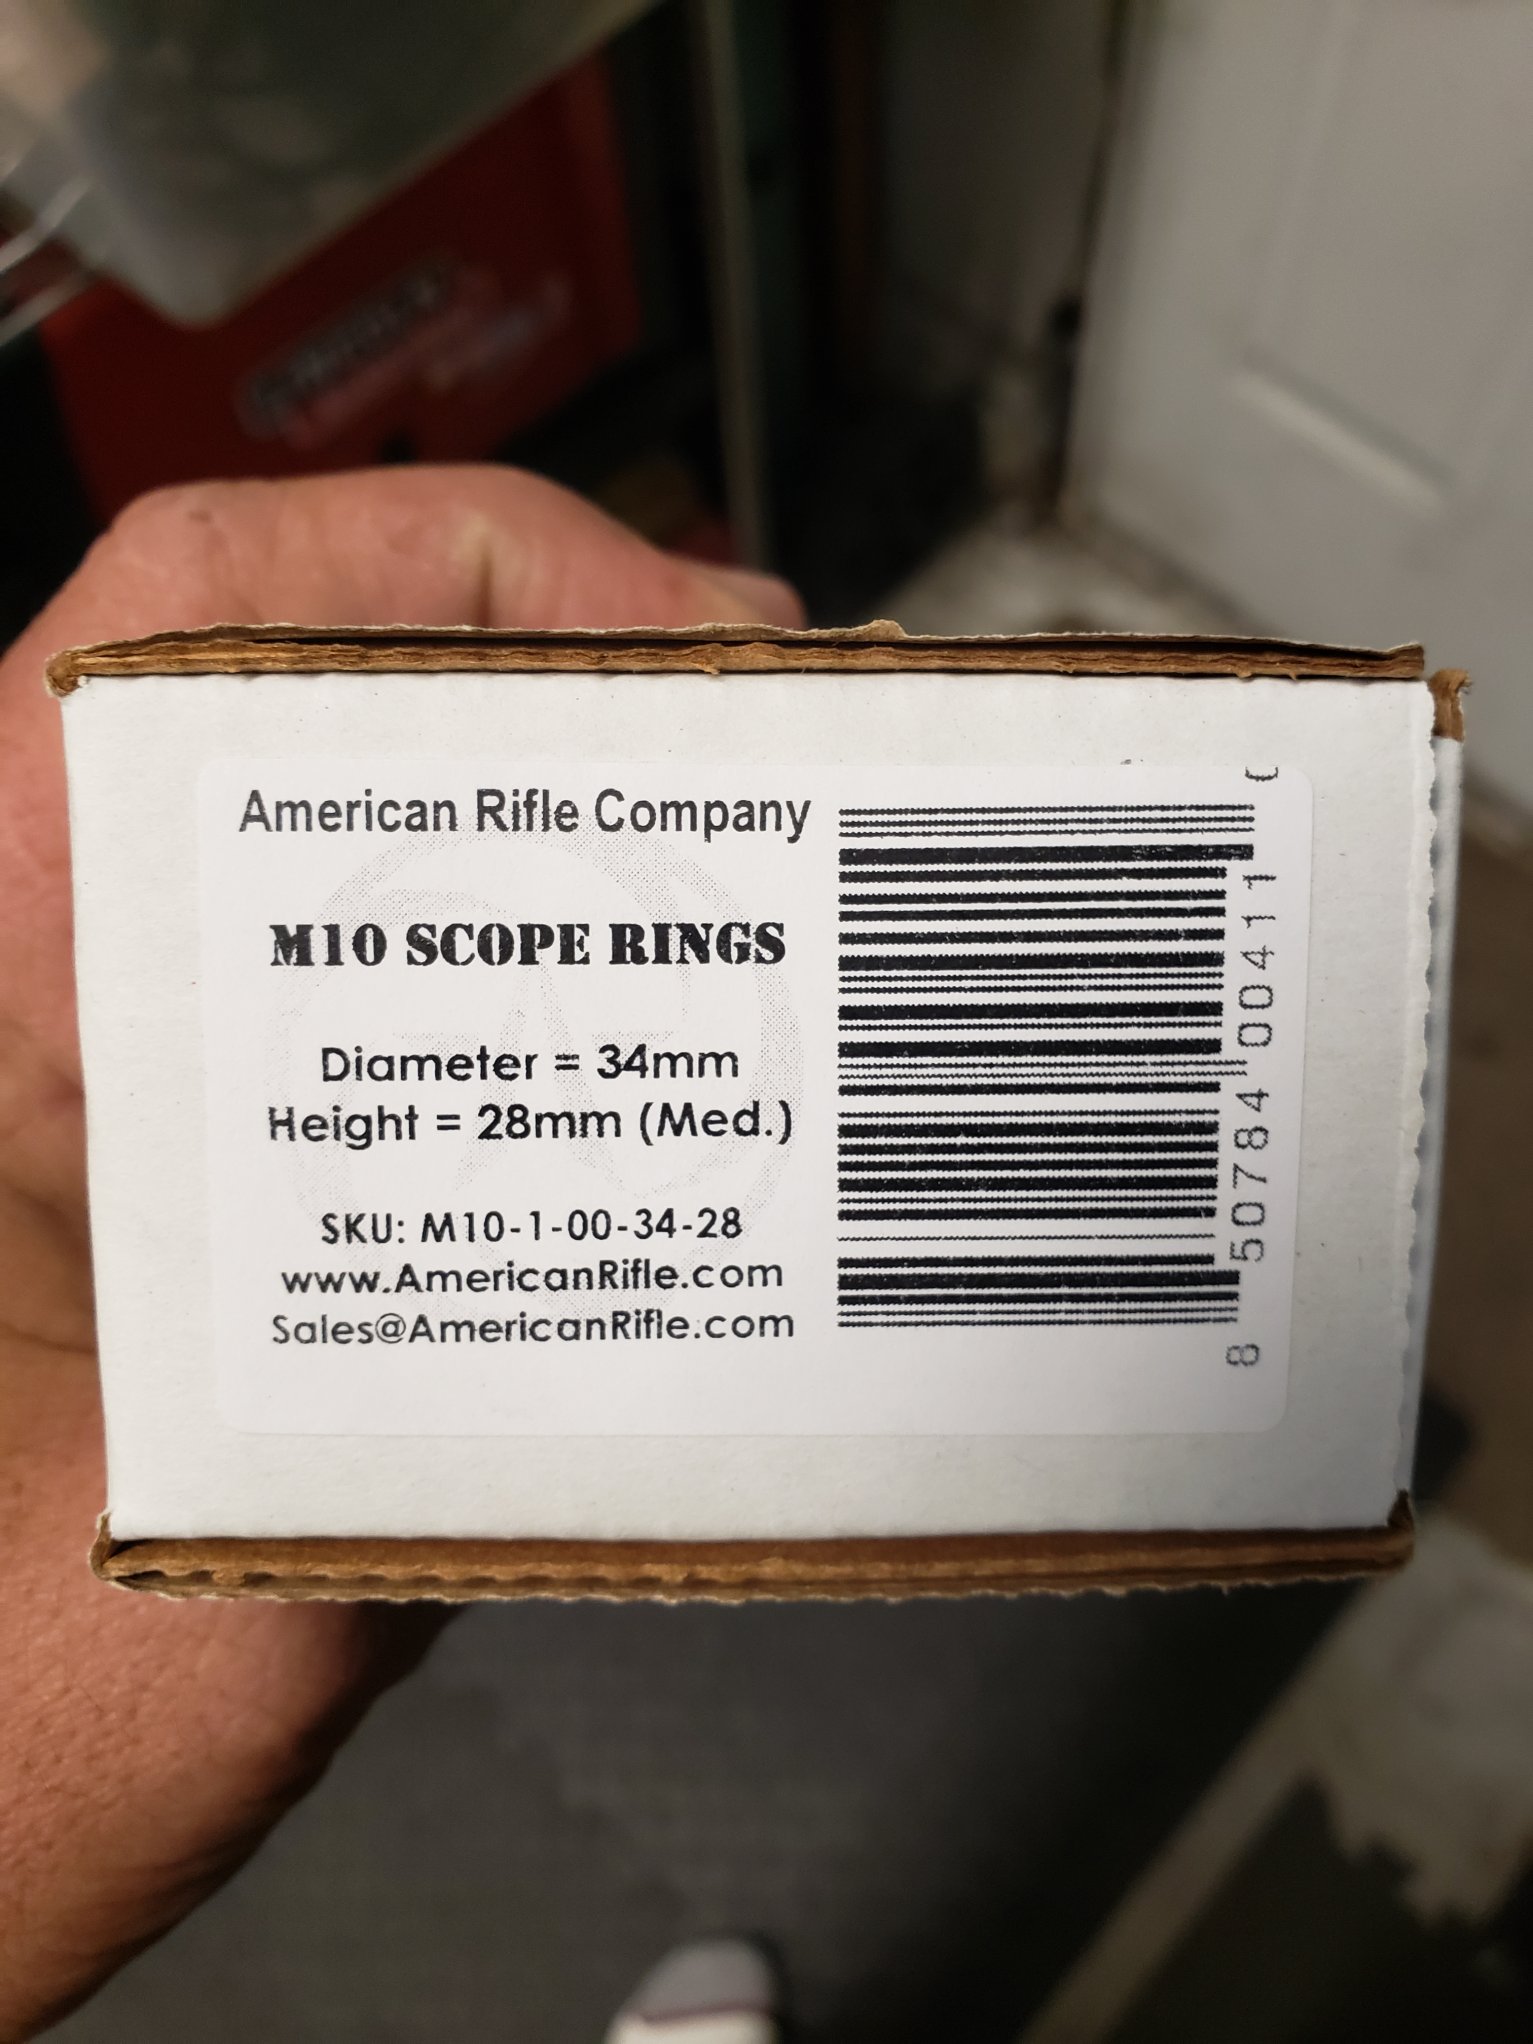 American Rifle Company
M10 SCOPE RINGS
Diameter = 34mm
Height = 28mm (Med.)
SKU: M10-1-00-34-28
www.AmericanRifle.com
Sales@AmericanRifle.com
8 50784 00411